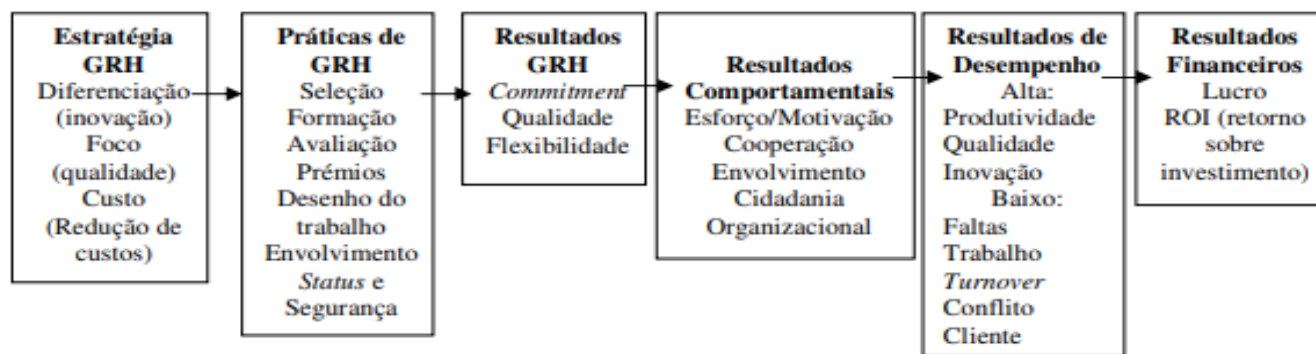 Estratégia
GRH
Diferenciação
(inovação)
Foco
(qualidade)
Custo
(Redução de
custos)
Práticas de
GRH
Seleção
Formação
Avaliação
Prémios
Desenho do
trabalho
Envolvimento
Status e
Segurança
Resultados
GRH
Commitment
Qualidade
Flexibilidade
Resultados
Comportamentais
Esforço/Motivação
Cooperação
Envolvimento
Cidadania
Organizacional
Resultados de
Desempenho
Alta:
Produtividade
Qualidade
Inovação
Baixo:
Faltas
Trabalho
Turnover
Conflito
Cliente
Resultados
Financeiros
Lucro
ROI (retorno
sobre
investimento)